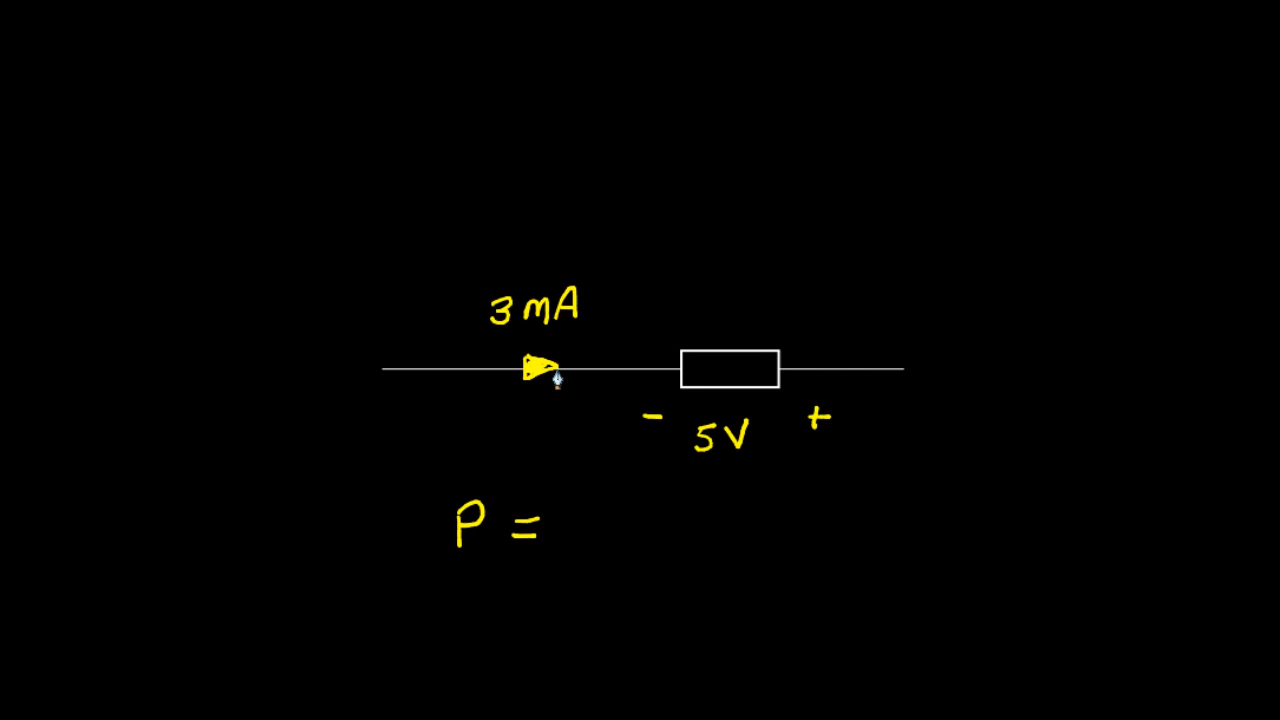 3 mA
- 5V +
P =